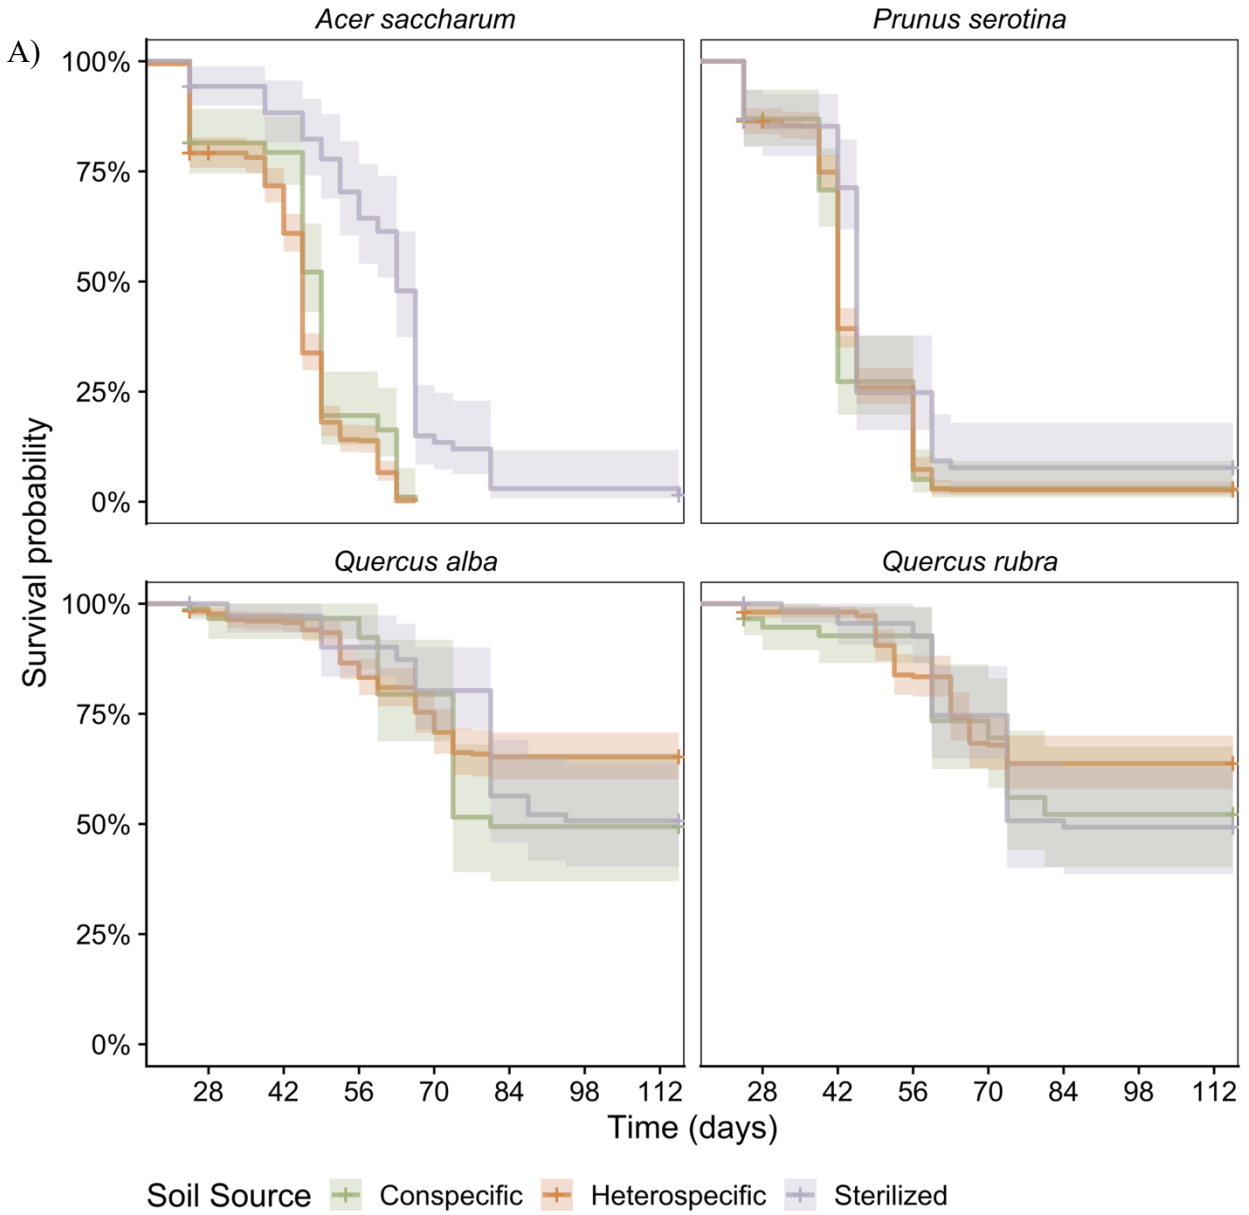 A)
Acer saccharum
Prunus serotina
100%
75%
50%
25%
0%
Quercus alba
Quercus rubra
100%
75%
50%
25%
0%
Survival probability
28 42 56 70 84 98 112
28 42 56 70 84 98 112
Time (days)
Soil Source Conspecific Heterospecific Sterilized